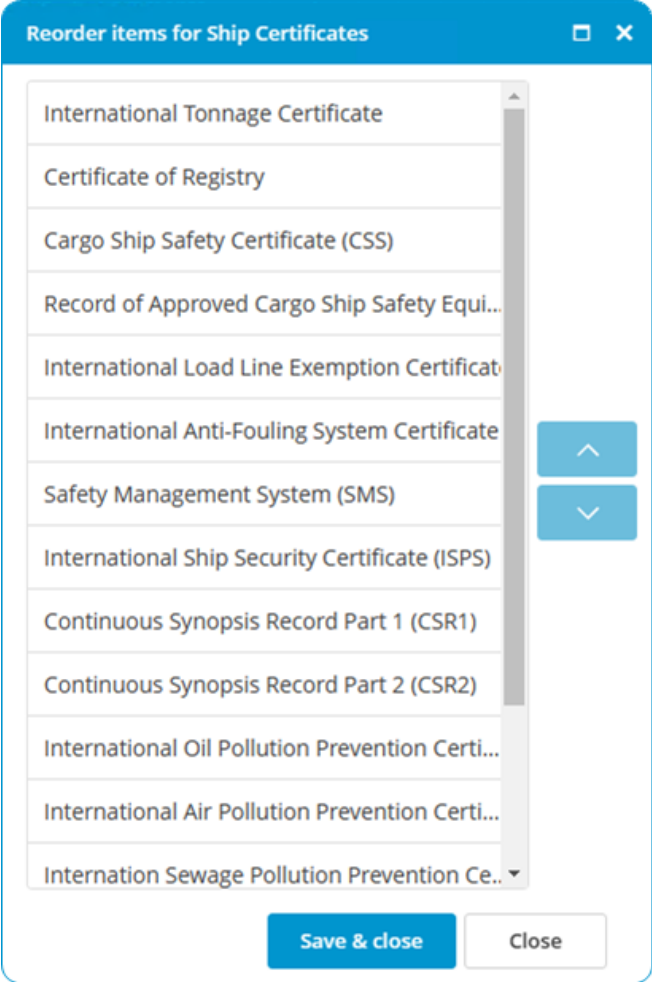 Reorder items for Ship Certificates
International Tonnage Certificate
Certificate of Registry
Cargo Ship Safety Certificate (CSS)
Record of Approved Cargo Ship Safety Equi...
International Load Line Exemption Certificat
International Anti-Fouling System Certificate
Safety Management System (SMS)
International Ship Security Certificate (ISPS)
Continuous Synopsis Record Part 1 (CSR1)
Continuous Synopsis Record Part 2 (CSR2)
International Oil Pollution Prevention Certi...
International Air Pollution Prevention Certi...
Internation Sewage Pollution Prevention Ce..
Save & close
Close